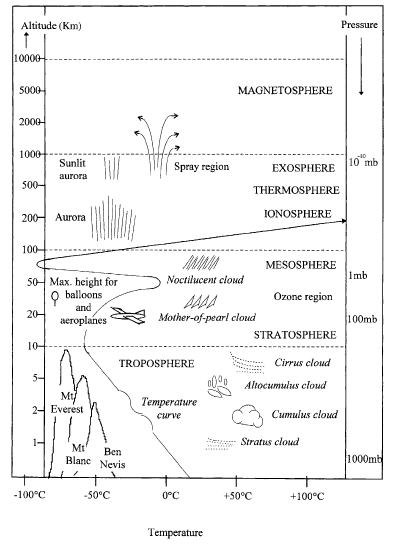 Altitude (Km)
Pressure
10000
5000
MAGNETOSPHERE
2000
1000
10⁻¹⁰mb
Sunlit
aurora
Spray region
EXOSPHERE
500
THERMOSPHERE
200
Aurora
IONOSPHERE
100
MESOSPHERE
Noctilucent cloud
1mb
50
Max. height for
balloons
and
aeroplanes
Ozone region
20
Mother-of-pearl cloud
100mb
STRATOSPHERE
10
TROPOSPHERE
Cirrus cloud
5
Altocumulus cloud
Mt
Everest
2
Temperature
curve
Cumulus cloud
1
Stratus cloud
Mt
Blanc
Ben
Nevis
1000mb
-100°C
-50°C
0°C
+50°C
+100°C
Temperature